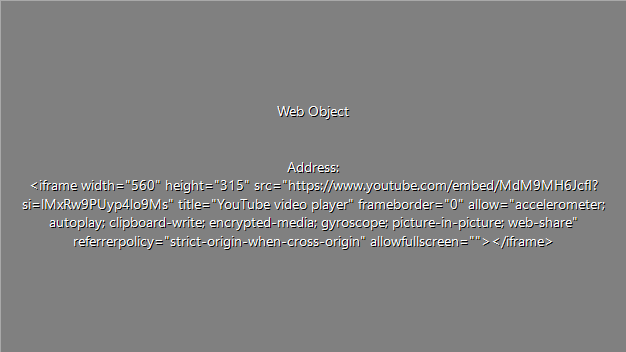 Web Object
Address:
<iframe width="560" height="315" src="https://www.youtube.com/embed/MdM9MH6Jcfl?
si=lMxRw9PUyp4lo9Ms" title="YouTube video player" frameborder="0" allow="accelerometer;
autoplay; clipboard-write; encrypted-media; gyroscope; picture-in-picture; web-share"
referrerpolicy="strict-origin-when-cross-origin" allowfullscreen=""></iframe>